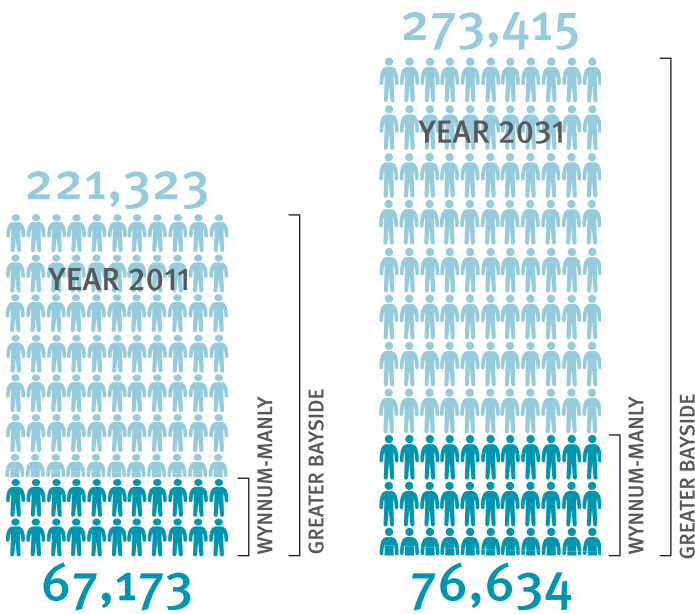 221,323
YEAR 2011
WYNNUM-MANLY
GREATER BAYSIDE
67,173
273,415
YEAR 2031
WYNNUM-MANLY
GREATER BAYSIDE
76,634